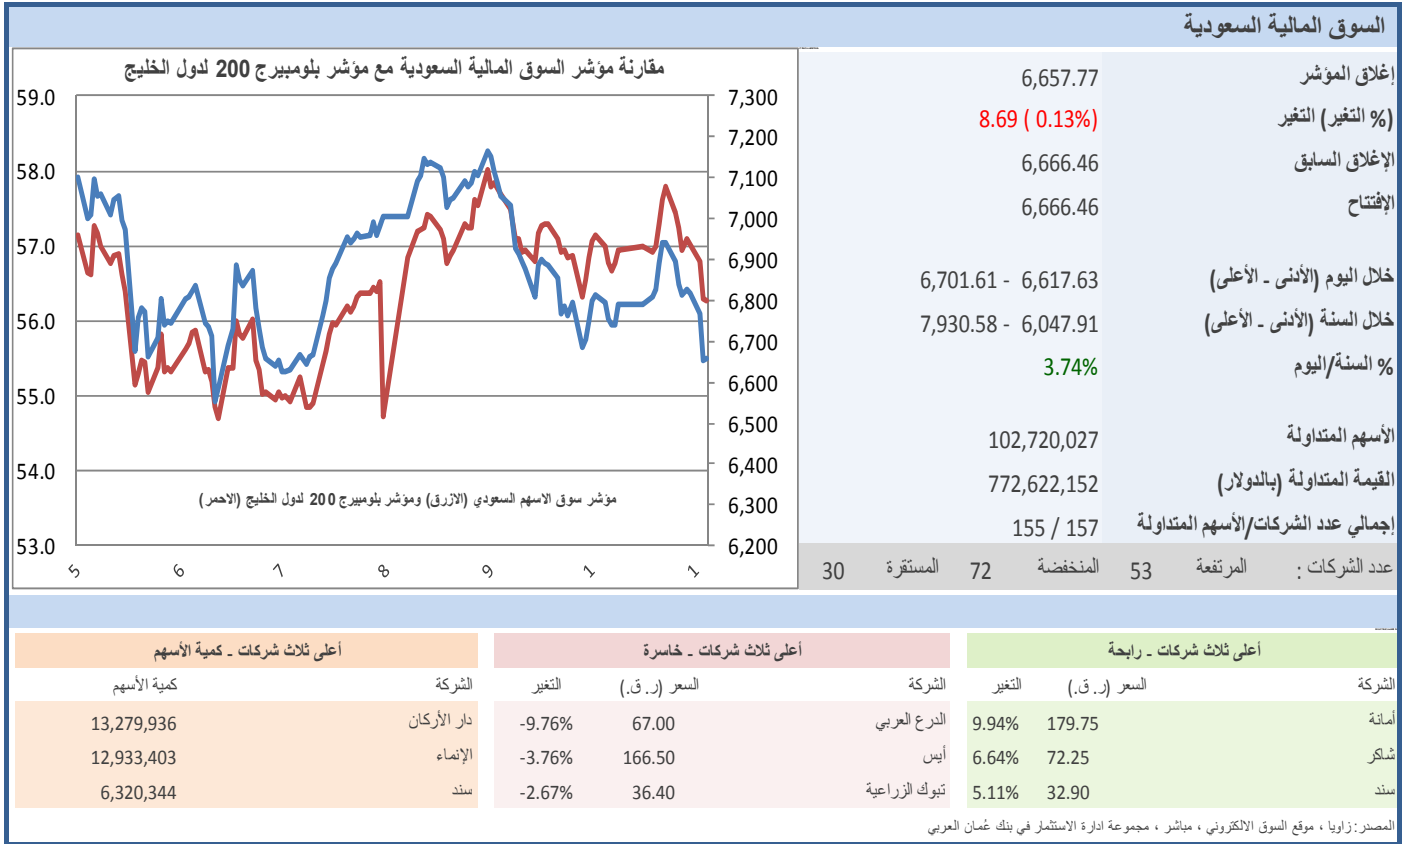 السوق المالية السعودية
إغلاق المؤشر 6,657.77
(% التغير) التغير 8.69 ( 0.13%)
الإغلاق السابق 6,666.46
الإفتتاح 6,666.46
خلال اليوم (الأدنى - الأعلى) 6,701.61 - 6,617.63
خلال السنة (الأدنى - الأعلى) 7,930.58 - 6,047.91
% السنة/اليوم 3.74%
الأسهم المتداولة 102,720,027
القيمة المتداولة (بالدولار) 772,622,152
إجمالي عدد الشركات/الأسهم المتداولة 155 / 157
عدد الشركات : المرتفعة 53 المنخفضة 72 المستقرة 30
مقارنة مؤشر السوق المالية السعودية مع مؤشر بلومبيرج 200 لدول الخليج
59.0
58.0
57.0
56.0
55.0
54.0
53.0
7,300
7,200
7,100
7,000
6,900
6,800
6,700
6,600
6,500
6,400
6,300
6,200
مؤشر سوق الاسهم السعودي (الازرق) ومؤشر بلومبيرج 200 لدول الخليج (الاحمر)
5 6 7 8 9 1 1
أعلى ثلاث شركات - رابحة
الشركة السعر (ر. ق.) التغير
أمانة 179.75 9.94%
شاكر 72.25 6.64%
سند 32.90 5.11%
أعلى ثلاث شركات - خاسرة
الشركة السعر (ر. ق.) التغير
الدرع العربي 67.00 -9.76%
أيس 166.50 -3.76%
تبوك الزراعية 36.40 -2.67%
أعلى ثلاث شركات - كمية الأسهم
الشركة كمية الأسهم
دار الأركان 13,279,936
الإنماء 12,933,403
سند 6,320,344
المصدر: زاويا ، موقع السوق الالكتروني ، مباشر ، مجموعة ادارة الاستثمار في بنك عُمان العربي